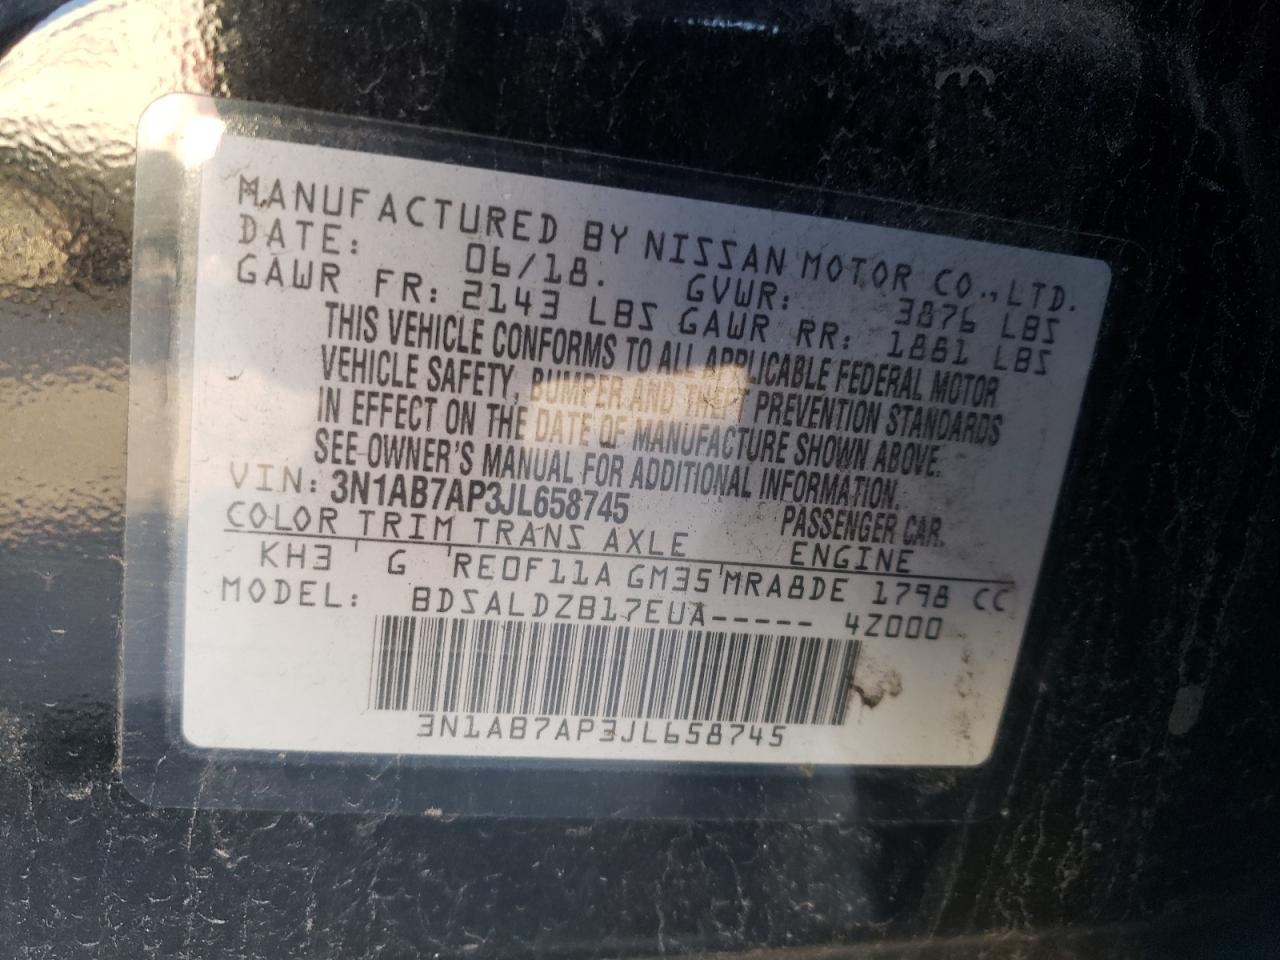 MANUFACTURED BY NISSAN MOTOR CO., LTD.
DATE: 06/18. GVWR: 3876 LBS
GAWR FR: 2143 LBS GAWR RR: 1881 LBS
THIS VEHICLE CONFORMS TO ALL APPLICABLE FEDERAL MOTOR
VEHICLE SAFETY, BUMPER AND THEFT PREVENTION STANDARDS
IN EFFECT ON THE DATE OF MANUFACTURE SHOWN ABOVE.
SEE OWNER'S MANUAL FOR ADDITIONAL INFORMATION.
VIN: 3N1AB7AP3JL658745 PASSENGER CAR.
COLOR TRIM TRANS AXLE ENGINE
KH3 G RE0F11A GM35 MRA8DE 1798 CC
MODEL: BDSALDZB17EUA----- 4Z000
3N1AB7AP3JL658745